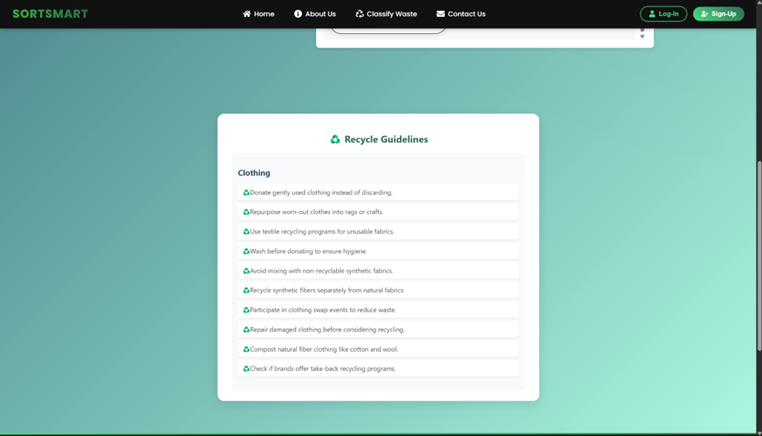 SORTSMART
Home
About Us
Classify Waste
Contact Us
Log-In
Sign-Up
Recycle Guidelines
Clothing
Donate gently used clothing instead of discarding.
Repurpose worn-out clothes into rags or crafts.
Use textile recycling programs for unusable fabrics.
Wash before donating to ensure hygiene.
Avoid mixing with non-recyclable synthetic fabrics.
Recycle synthetic fibers separately from natural fabrics.
Participate in clothing swap events to reduce waste.
Repair damaged clothing before considering recycling.
Compost natural fiber clothing like cotton and wool.
Check if brands offer take-back recycling programs.